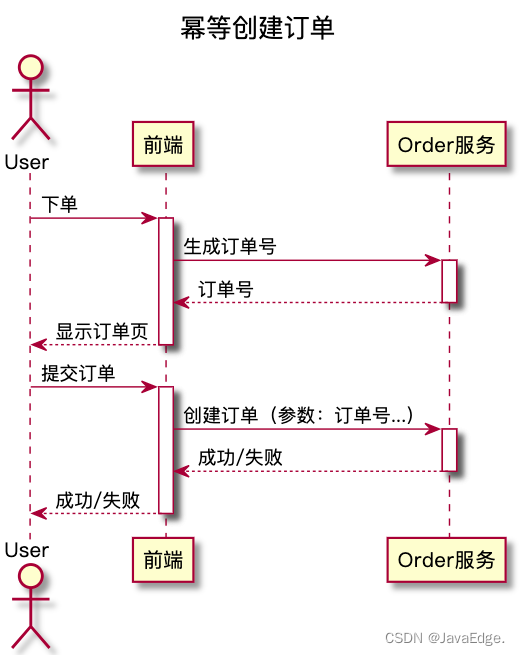 幂等创建订单
User
前端
Order服务
下单
生成订单号
订单号
显示订单页
提交订单
创建订单（参数：订单号...）
成功/失败
成功/失败
User
前端
Order服务
CSDN @JavaEdge.